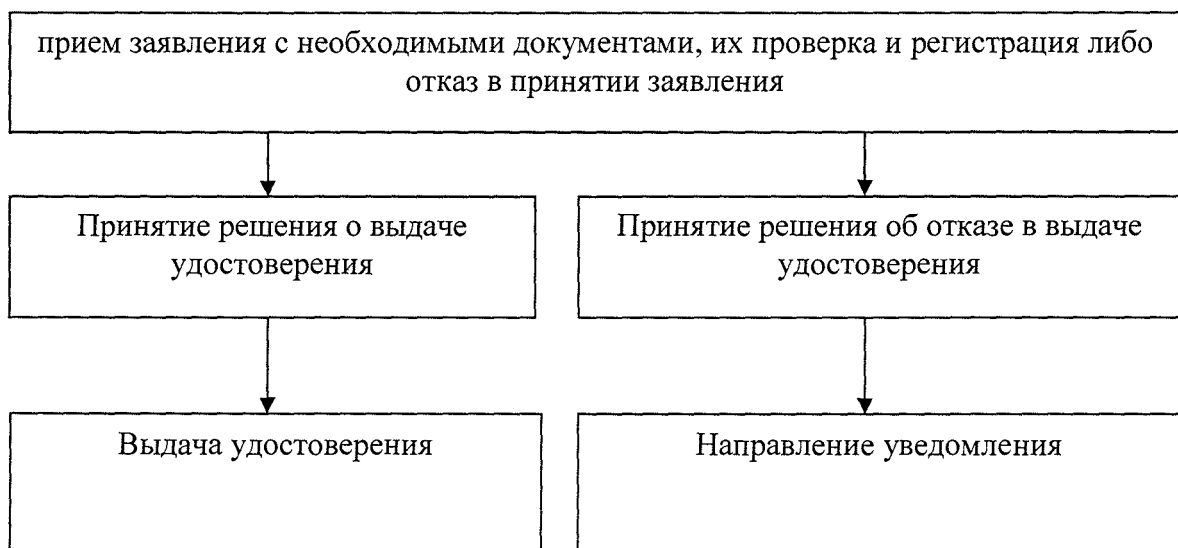 прием заявления с необходимыми документами, их проверка и регистрация либо
отказ в принятии заявления
Принятие решения о выдаче
удостоверения
Принятие решения об отказе в выдаче
удостоверения
Выдача удостоверения
Направление уведомления